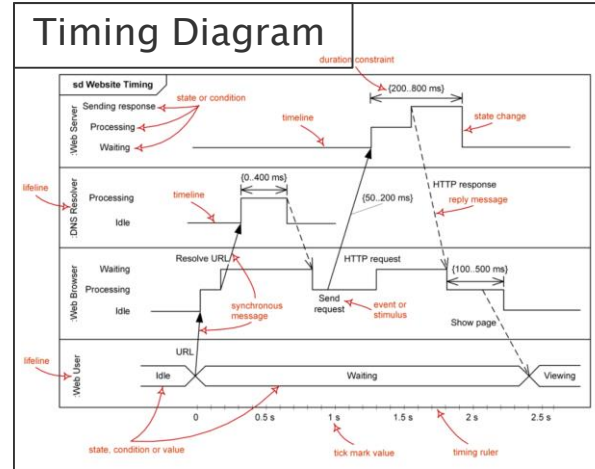 Timing Diagram
duration constraint
sd Website Timing
{200..800 ms}
:Web Server
Sending response
state or condition
Processing
timeline
state change
Waiting
lifeline
:DNS Resolver
{0..400 ms}
HTTP response
Processing
timeline
{50..200 ms}
reply message
Idle
:Web Browser
Resolve URL
HTTP request
Waiting
{100..500 ms}
Processing
synchronous
message
Send
request
event or
stimulus
Idle
Show page
lifeline
:Web User
URL
Idle
Waiting
Viewing
0
0.5 s
1 s
1.5 s
2 s
2.5 s
state, condition or value
tick mark value
timing ruler